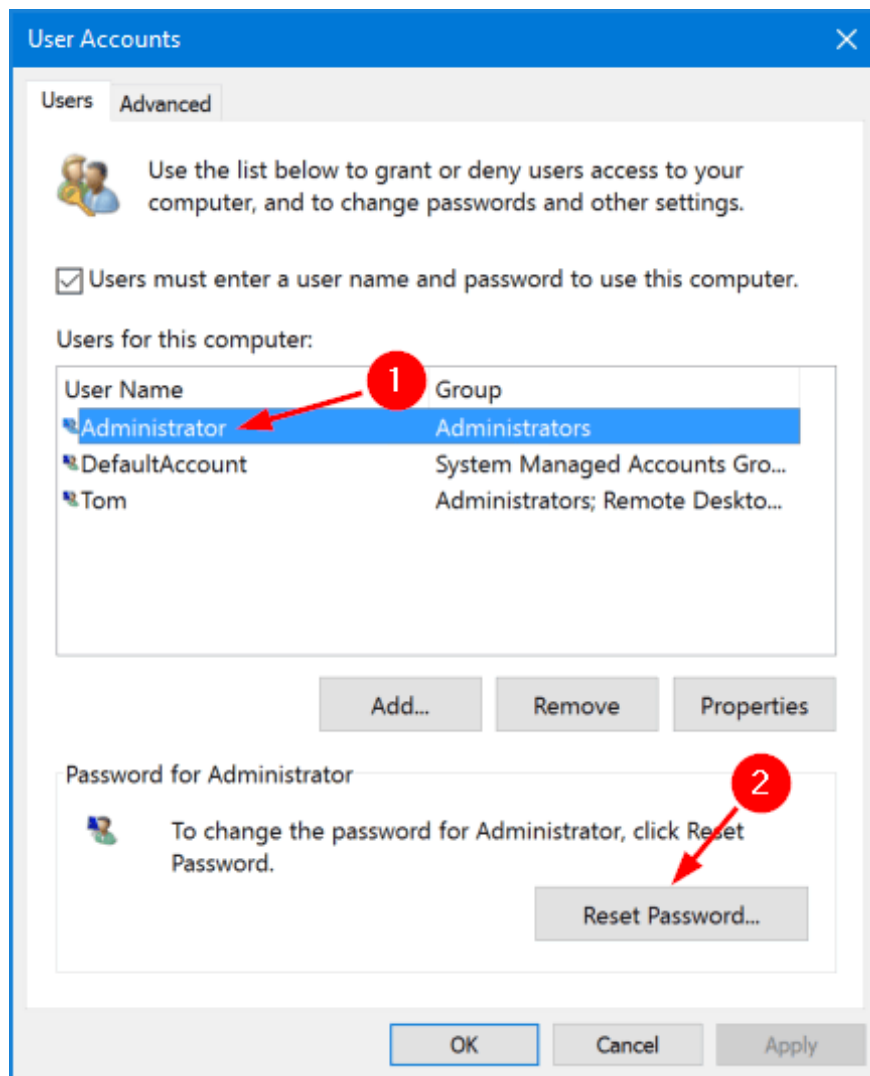 User Accounts
Users
Advanced
Use the list below to grant or deny users access to your
computer, and to change passwords and other settings.
Users must enter a user name and password to use this computer.
Users for this computer:
User Name Group
1
Administrator Administrators
DefaultAccount System Managed Accounts Gro...
Tom Administrators; Remote Deskto...
Add... Remove Properties
Password for Administrator
2
To change the password for Administrator, click Reset
Password.
Reset Password...
OK Cancel Apply